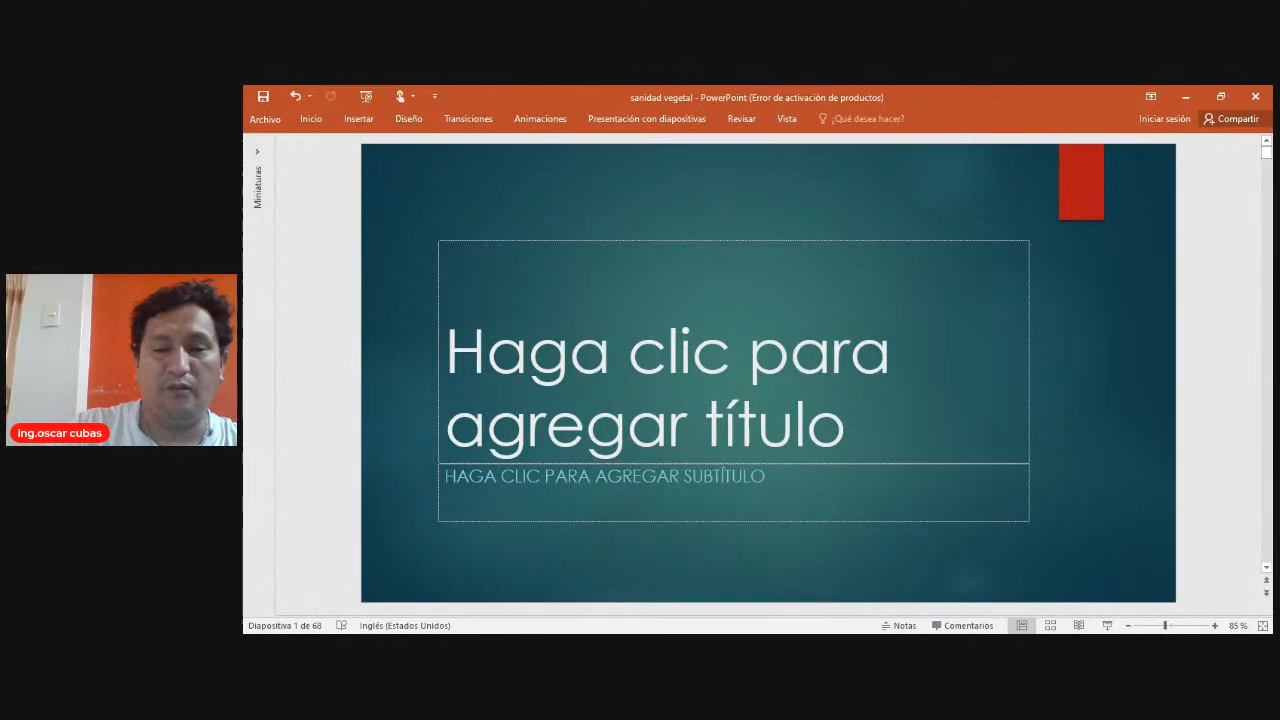 sanidad vegetal - PowerPoint (Error de activación de productos)
Archivo Inicio Insertar Diseño Transiciones Animaciones Presentación con diapositivas Revisar Vista ¿Qué desea hacer? Iniciar sesión Compartir
Miniaturas
Haga clic para
agregar título
HAGA CLIC PARA AGREGAR SUBTÍTULO
ing.oscar cubas
Diapositiva 1 de 68 Inglés (Estados Unidos) Notas Comentarios 85 %